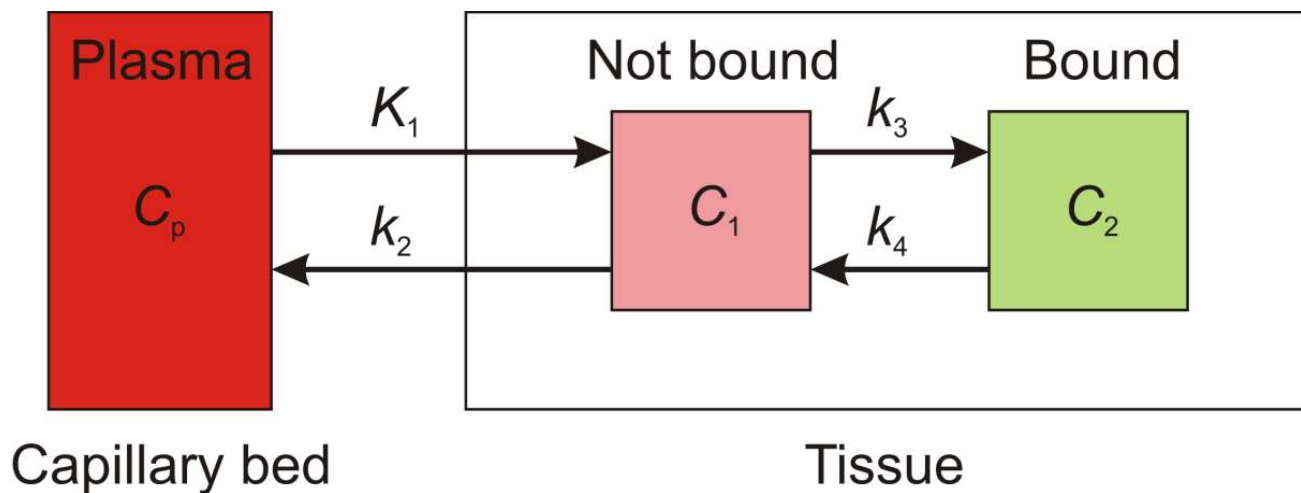 Plasma
Not bound
Bound
K₁
k₃
Cₚ
C₁
C₂
k₂
k₄
Capillary bed
Tissue